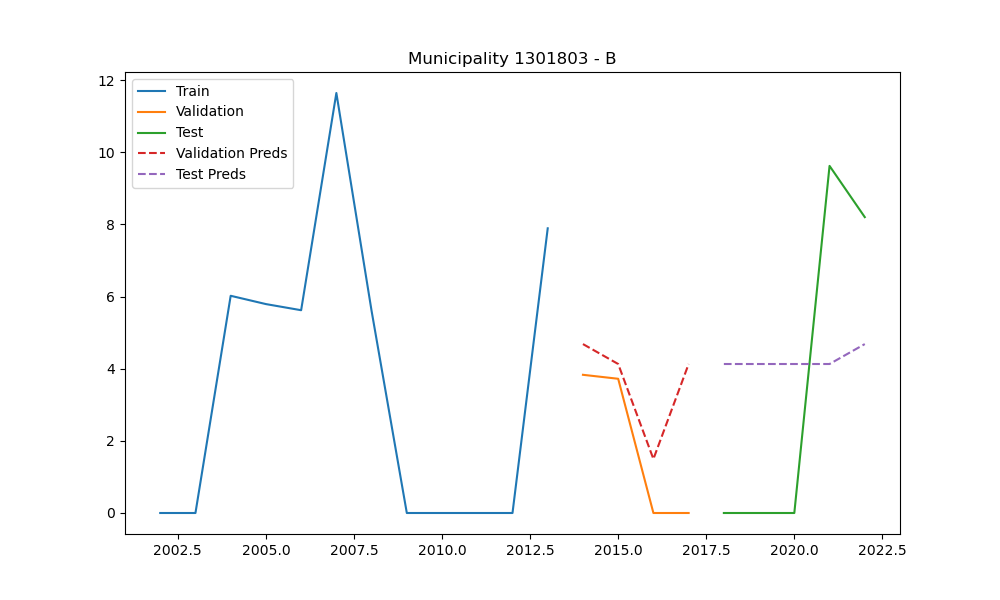 Municipality 1301803 - B
Train
Validation
Test
Validation Preds
Test Preds
12
10
8
6
4
2
0
2002.5 2005.0 2007.5 2010.0 2012.5 2015.0 2017.5 2020.0 2022.5